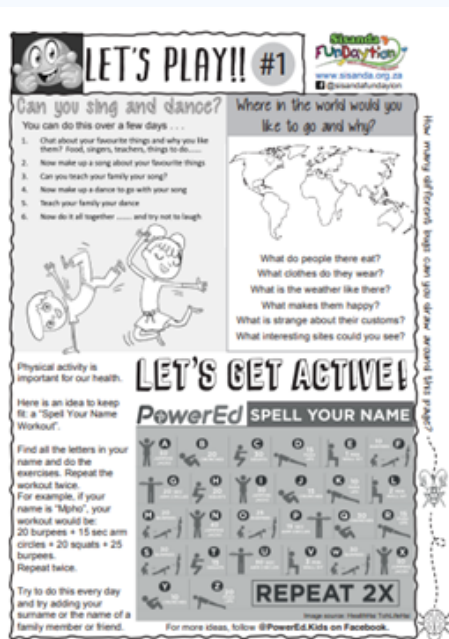 LET'S PLAY!! #1
Sisanda
FUNDaytion
www.sisanda.org.za
@sisandafundayion
Can you sing and dance?
You can do this over a few days . . .
1. Chat about your favourite things and why you like
them? Food, singers, teachers, things to do......
2. Now make up a song about your favourite things
3. Can you teach your family your song?
4. Now make up a dance to go with your song
5. Teach your family your dance
6. Now do it all together ...... and try not to laugh
Where in the world would you
like to go and why?
What do people there eat?
What clothes do they wear?
What is the weather like there?
What makes them happy?
What is strange about their customs?
What interesting sites could you see?
How many different bugs can you draw around this page?
Physical activity is
important for our health.
Here is an idea to keep
fit: a "Spell Your Name
Workout".
Find all the letters in your
name and do the
exercises. Repeat the
workout twice.
For example, if your
name is "Mpho", your
workout would be:
20 burpees + 15 sec arm
circles + 20 squats + 25
burpees.
Repeat twice.
Try to do this every day
and try adding your
surname or the name of a
family member or friend.
LET'S GET ACTIVE!
PowerEd SPELL YOUR NAME
A B C D E F
G H I J K L
M N O P Q R
S T U V W X
Y Z
REPEAT 2X
For more ideas, follow @PowerEd.Kids on Facebook.